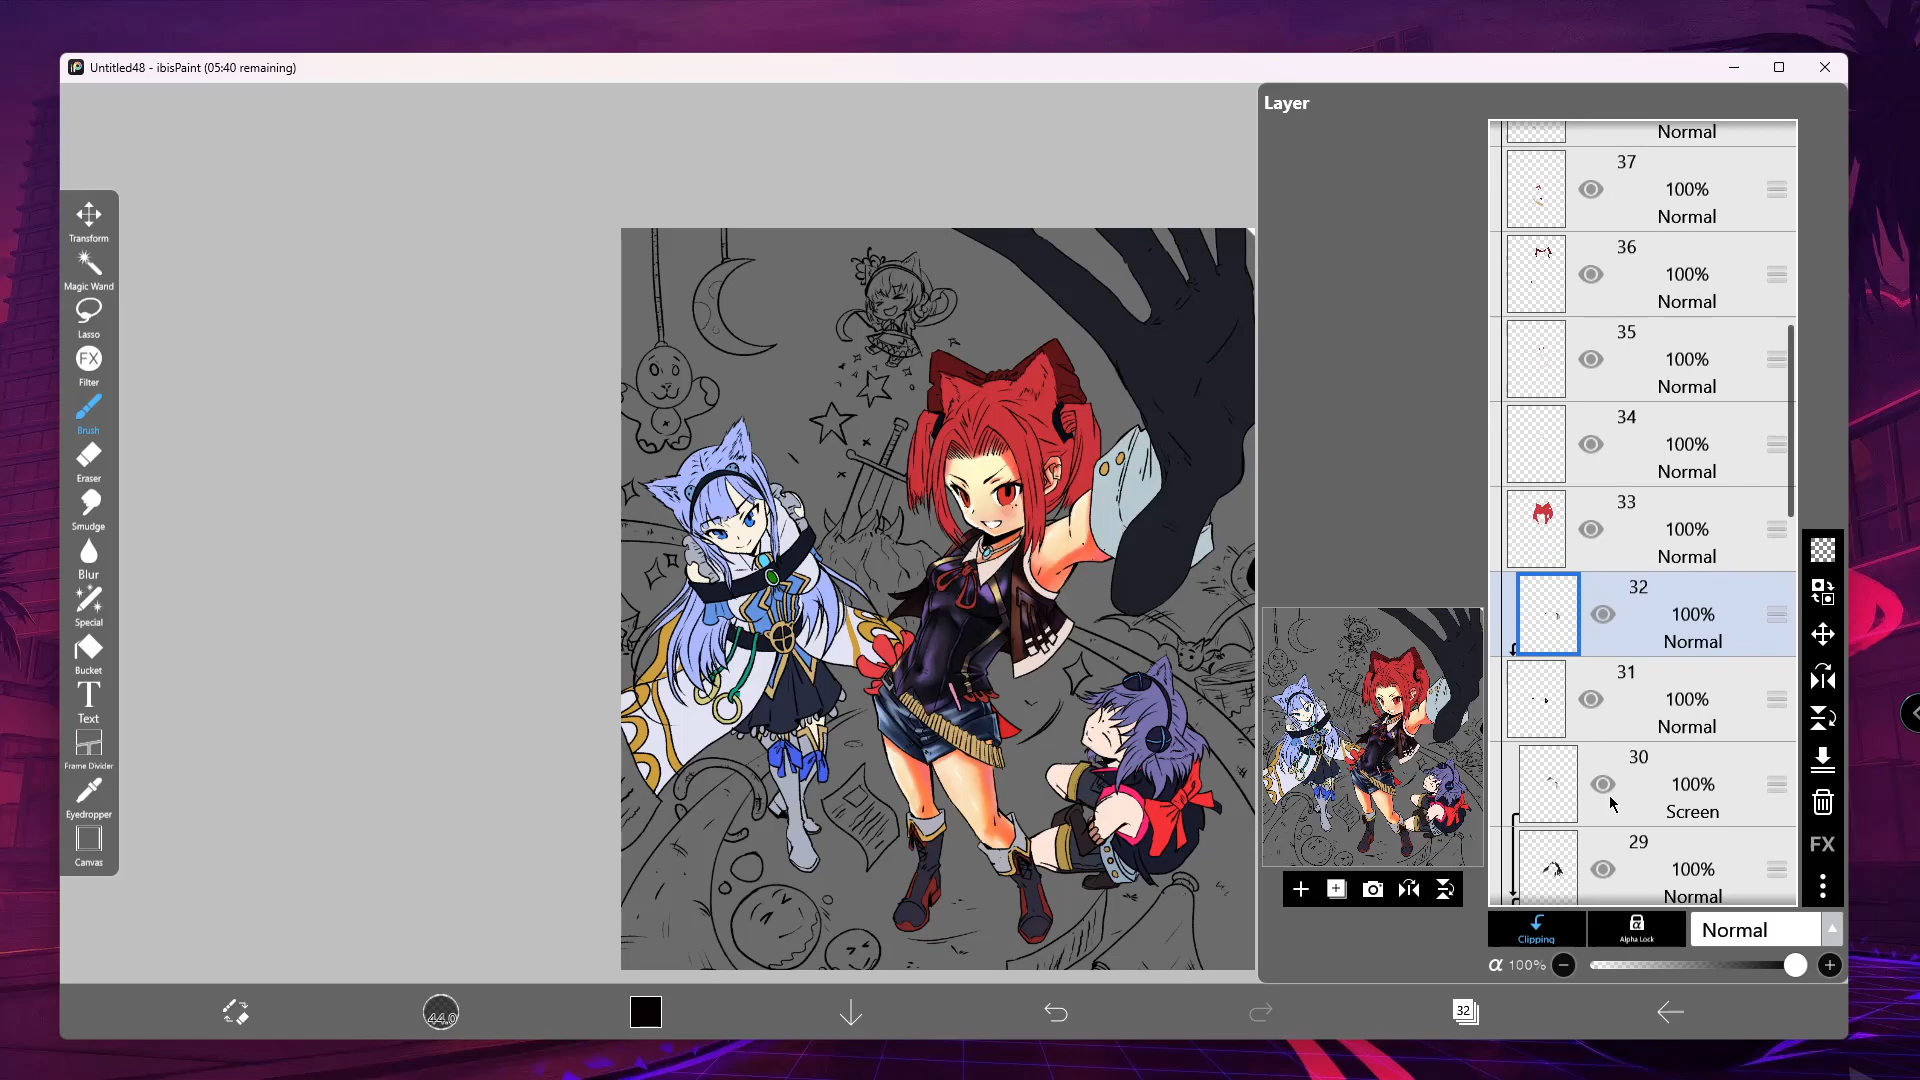 Untitled48 - ibisPaint (05:40 remaining)
Layer
Normal
37
100%
Normal
36
100%
Normal
35
100%
Normal
34
100%
Normal
33
100%
Normal
32
100%
Normal
31
100%
Normal
30
100%
Screen
29
100%
Normal
Transform
Magic Wand
Lasso
FX
Filter
Brush
Eraser
Smudge
Blur
Special
Bucket
T
Text
Frame Divider
Eyedropper
Canvas
FX
Clipping
Alpha Lock
Normal
α 100%
44.0
32